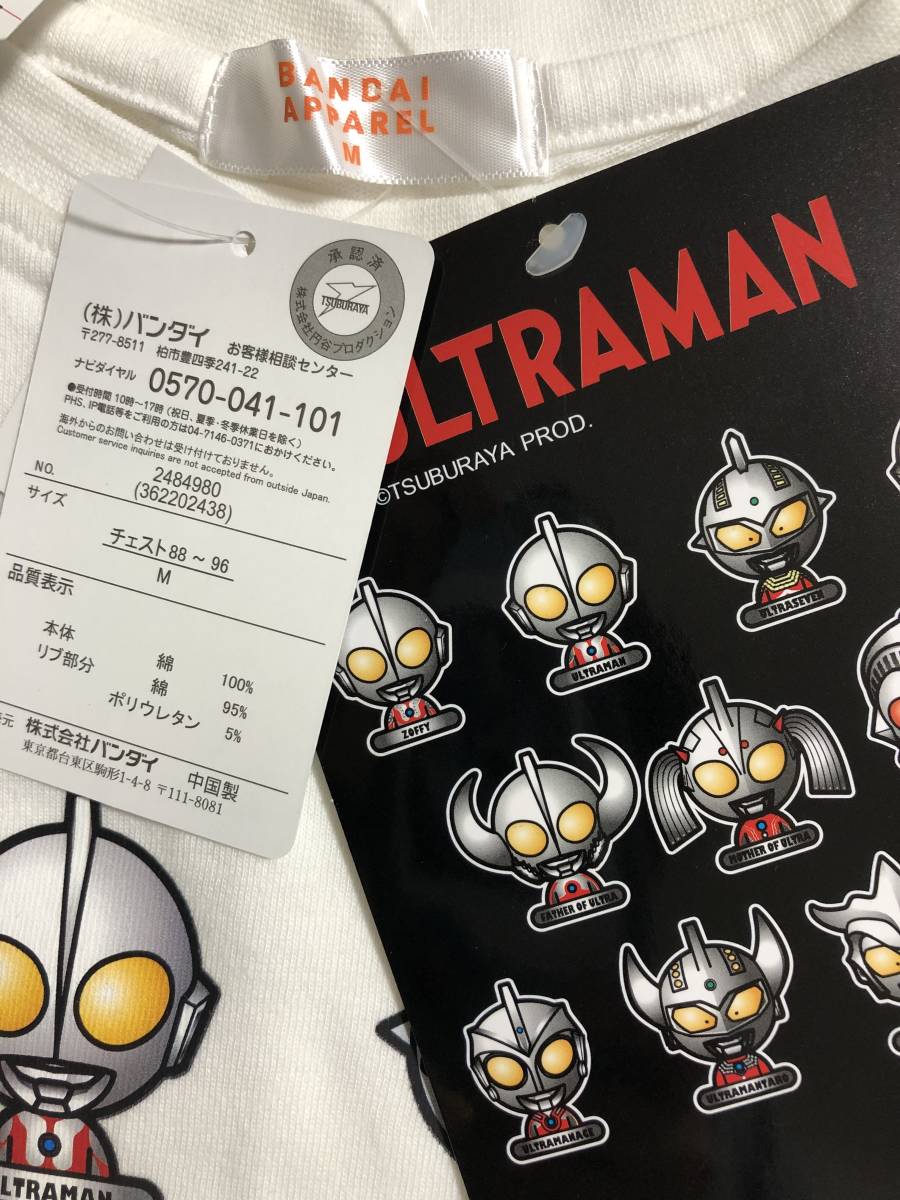 BANDAI
APPAREL
M
承認済
TSUBURAYA
株式会社円谷プロダクション
(株)バンダイ お客様相談センター
〒277-8511 柏市豊四季241-22
ナビダイヤル 0570-041-101
●受付時間 10時～17時(祝日、夏季・冬季休業日を除く)
PHS、IP電話等をご利用の方は04-7146-0371におかけください。
海外からのお問い合わせは受け付けておりません。
Customer service inquiries are not accepted from outside Japan.
NO. 2484980
(362202438)
サイズ
チェスト88～96
M
品質表示
本体 綿 100%
リブ部分 綿 95%
ポリウレタン 5%
元 株式会社バンダイ
東京都台東区駒形1-4-8 〒111-8081
中国製
ULTRAMAN
©TSUBURAYA PROD.
ZOFFY
ULTRAMAN
ULTRASEVEN
FATHER OF ULTRA
MOTHER OF ULTRA
ULTRAMANACE
ULTRAMANTARO
LTRAMAN